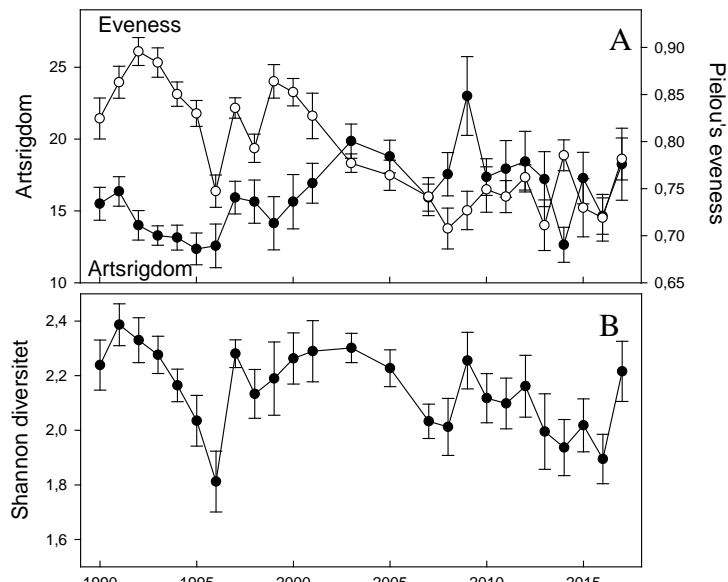 Eveness
A
25
20
15
10
Artsrigdom
Artsrigdom
0,90
0,85
0,80
0,75
0,70
0,65
Pielou's eveness
B
2,4
2,2
2,0
1,8
1,6
Shannon diversitet
1990 1995 2000 2005 2010 2015